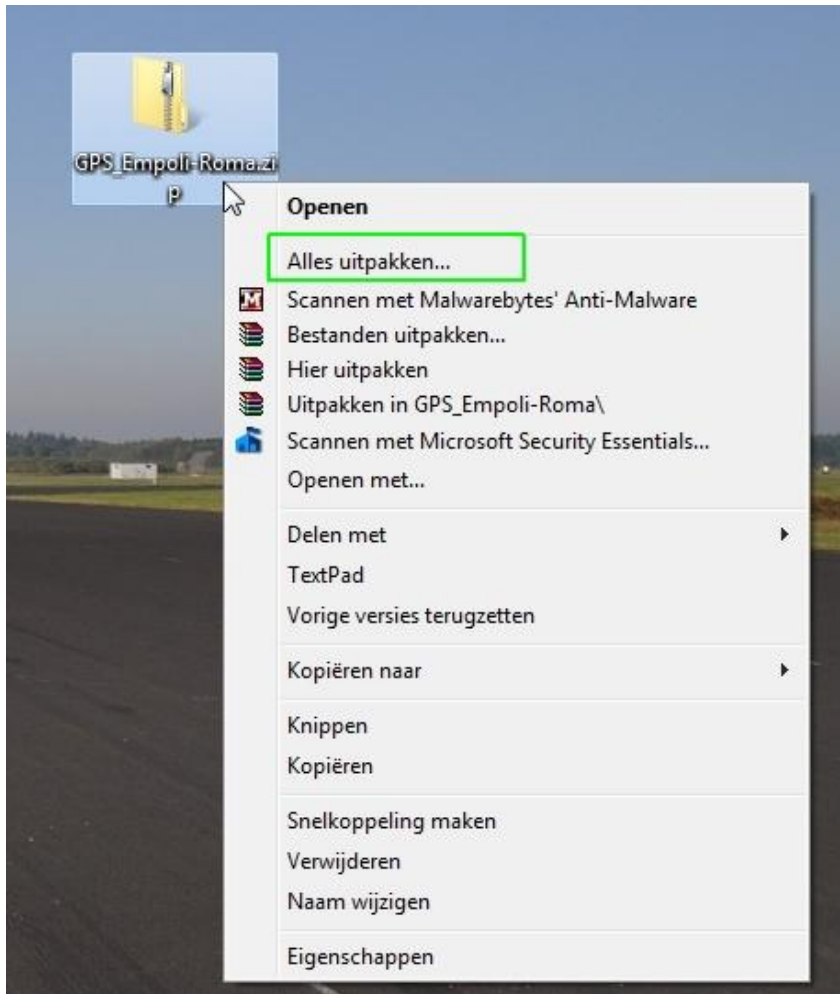 GPS_Empoli-Roma.zi
p
Openen
Alles uitpakken...
Scannen met Malwarebytes' Anti-Malware
Bestanden uitpakken...
Hier uitpakken
Uitpakken in GPS_Empoli-Roma\
Scannen met Microsoft Security Essentials...
Openen met...
Delen met
TextPad
Vorige versies terugzetten
Kopiëren naar
Knippen
Kopiëren
Snelkoppeling maken
Verwijderen
Naam wijzigen
Eigenschappen